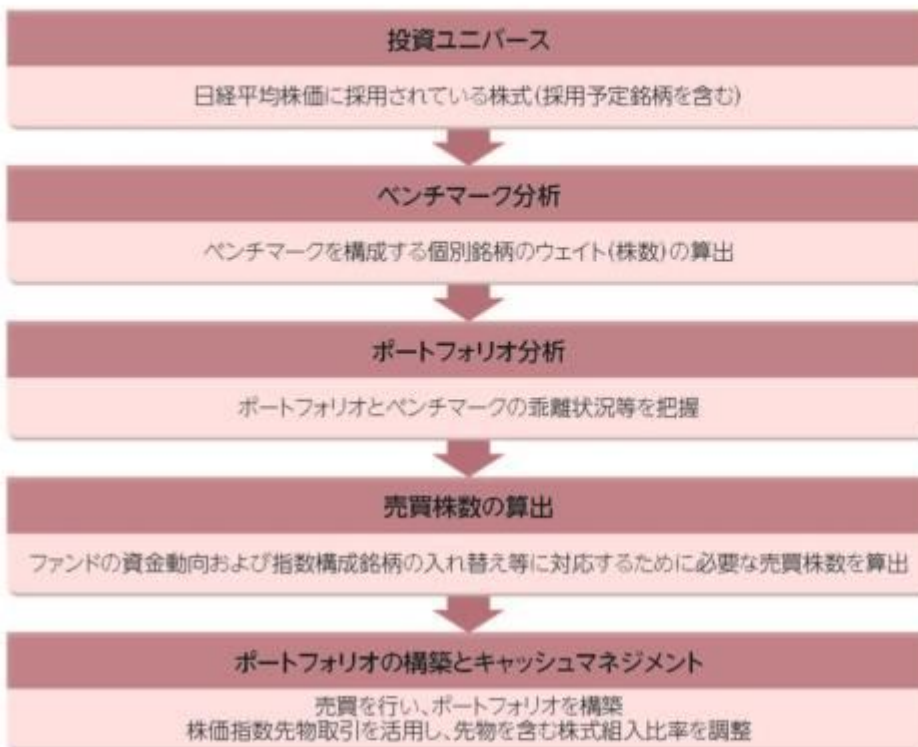 投資ユニバース
日経平均株価に採用されている株式(採用予定銘柄を含む)
ベンチマーク分析
ベンチマークを構成する個別銘柄のウェイト(株数)の算出
ポートフォリオ分析
ポートフォリオとベンチマークの乖離状況等を把握
売買株数の算出
ファンドの資金動向および指数構成銘柄の入れ替え等に対応するために必要な売買株数を算出
ポートフォリオの構築とキャッシュマネジメント
売買を行い、ポートフォリオを構築
株価指数先物取引を活用し、先物を含む株式組入比率を調整